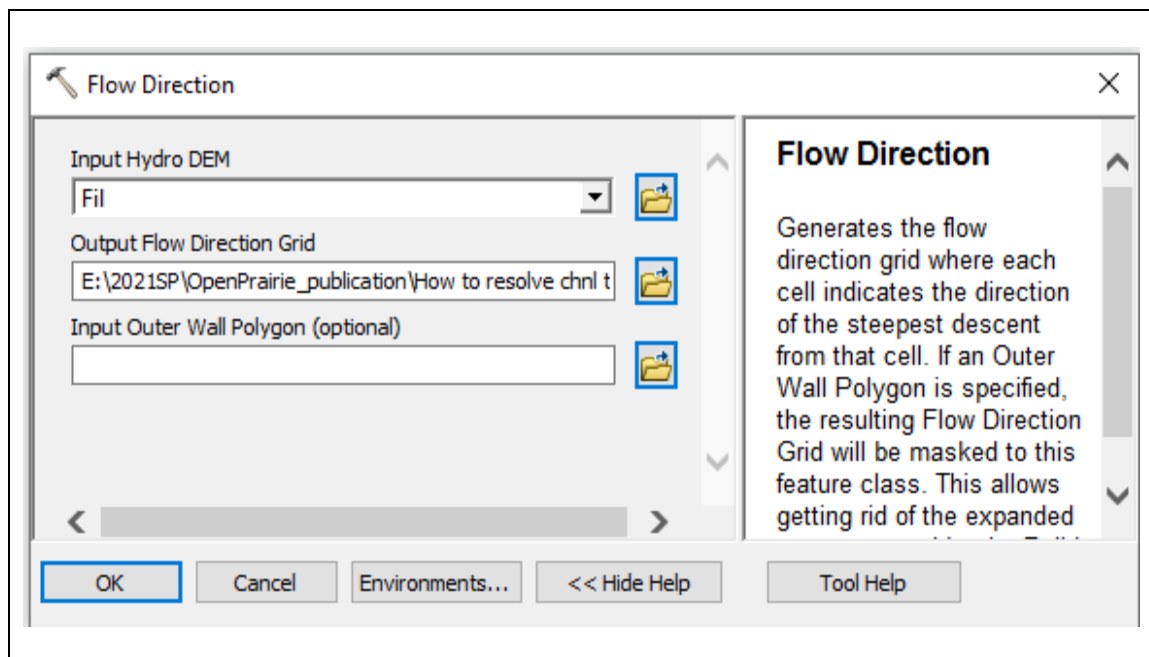 Flow Direction
Input Hydro DEM
Fil
Output Flow Direction Grid
E:\2021SP\OpenPrairie_publication\How to resolve chnl t
Input Outer Wall Polygon (optional)
Flow Direction
Generates the flow
direction grid where each
cell indicates the direction
of the steepest descent
from that cell. If an Outer
Wall Polygon is specified,
the resulting Flow Direction
Grid will be masked to this
feature class. This allows
getting rid of the expanded
OK
Cancel
Environments...
<< Hide Help
Tool Help